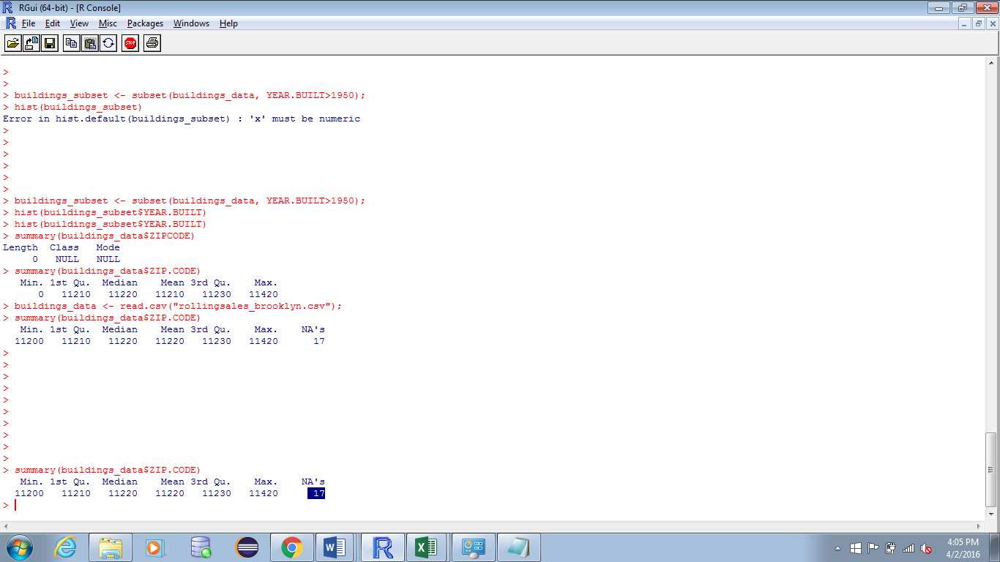 RGui (64-bit) - [R Console]
File Edit View Misc Packages Windows Help
STOP
>
>
> buildings_subset <- subset(buildings_data, YEAR.BUILT>1950);
> hist(buildings_subset)
Error in hist.default(buildings_subset) : 'x' must be numeric
>
>
>
>
>
>
> buildings_subset <- subset(buildings_data, YEAR.BUILT>1950);
> hist(buildings_subset$YEAR.BUILT)
> hist(buildings_subset$YEAR.BUILT)
> summary(buildings_data$ZIPCODE)
Length Class Mode
0 NULL NULL
> summary(buildings_data$ZIP.CODE)
Min. 1st Qu. Median Mean 3rd Qu. Max.
0 11210 11220 11210 11230 11420
> buildings_data <- read.csv("rollingsales_brooklyn.csv");
> summary(buildings_data$ZIP.CODE)
Min. 1st Qu. Median Mean 3rd Qu. Max. NA's
11200 11210 11220 11220 11230 11420 17
>
>
>
>
>
>
>
>
>
>
> summary(buildings_data$ZIP.CODE)
Min. 1st Qu. Median Mean 3rd Qu. Max. NA's
11200 11210 11220 11220 11230 11420 17
>
4:05 PM
4/2/2016